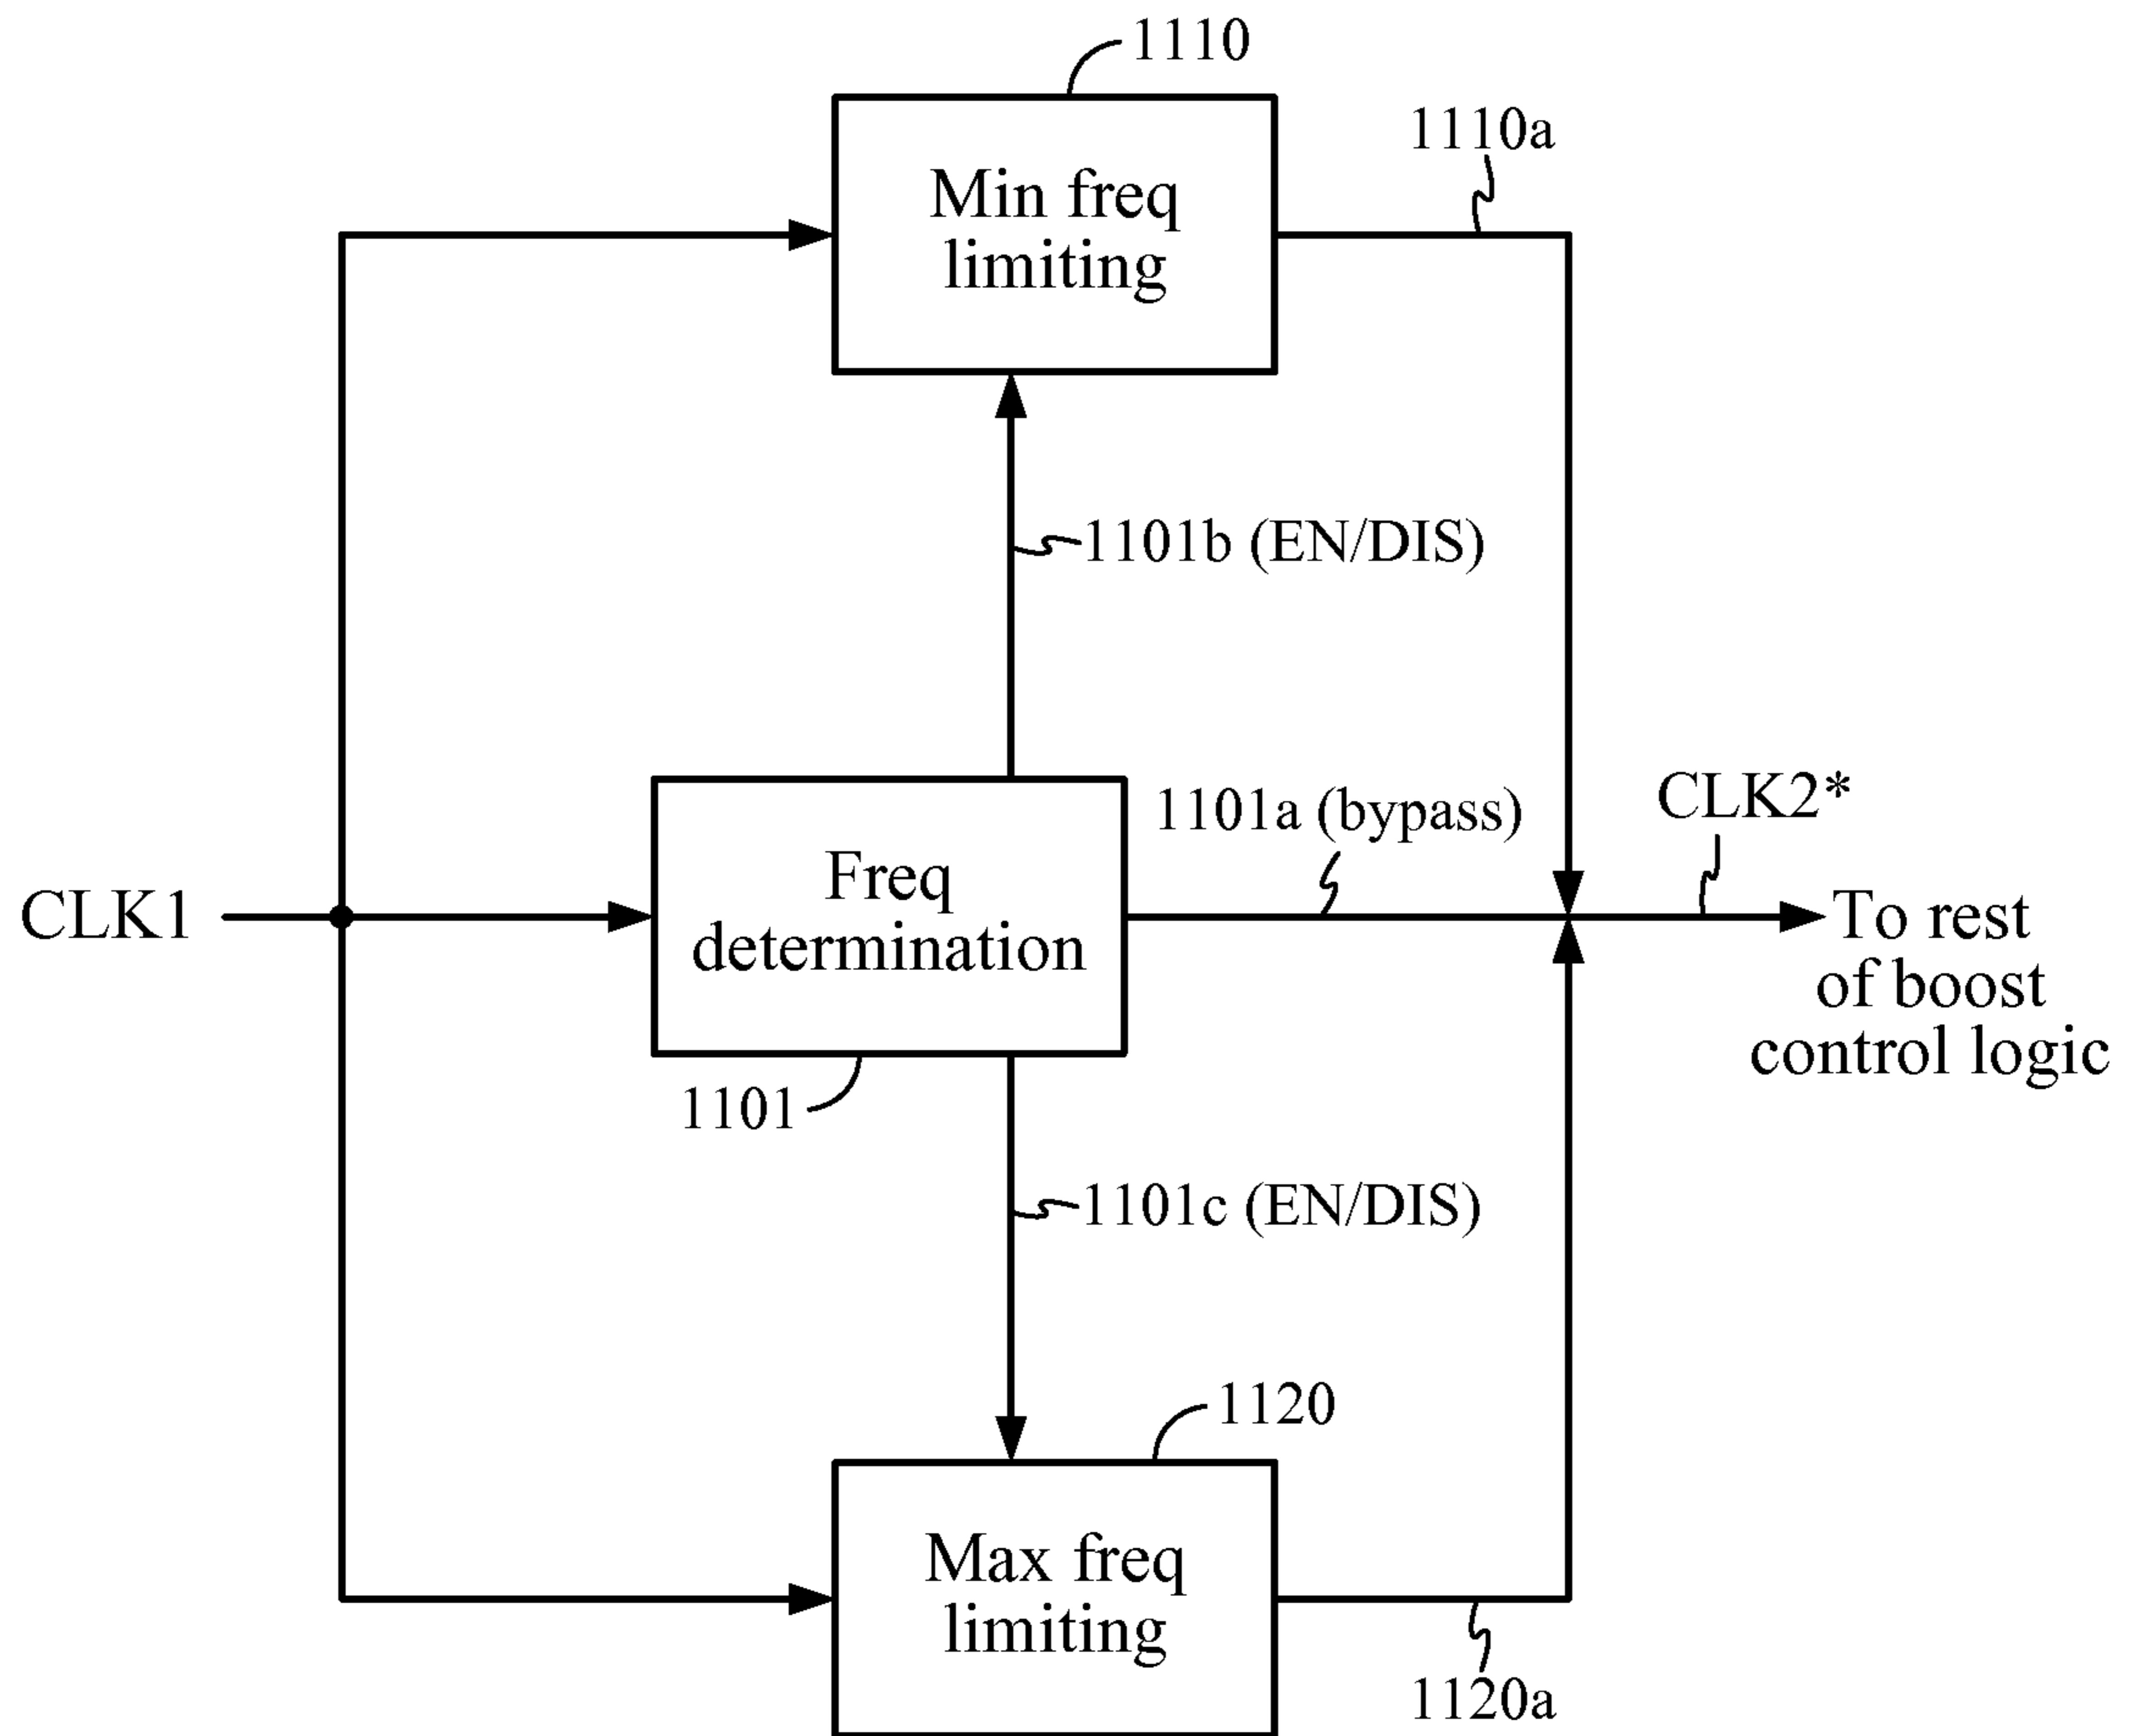 1110
1110a
Min freq
limiting
1101b (EN/DIS)
CLK2*
1101a (bypass)
Freq
determination
CLK1
To rest
of boost
control logic
1101
1101c (EN/DIS)
1120
Max freq
limiting
1120a